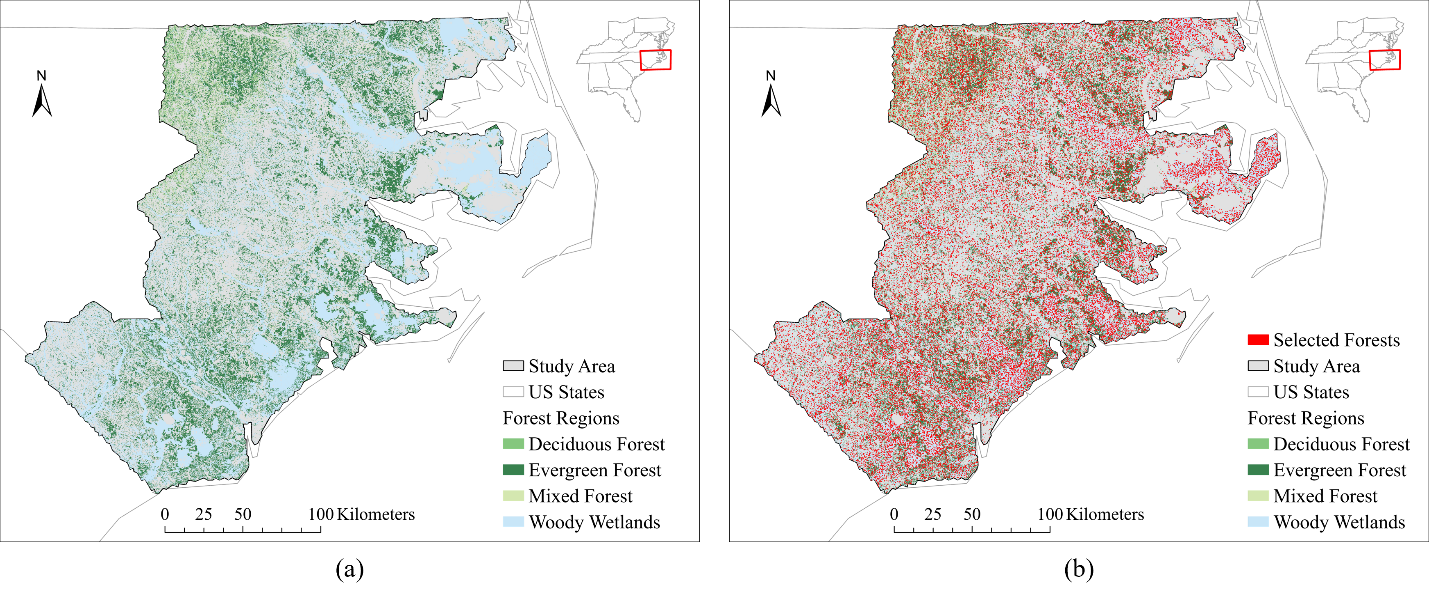 N
Study Area
US States
Forest Regions
Deciduous Forest
Evergreen Forest
Mixed Forest
Woody Wetlands
0 25 50 100 Kilometers
(a)
N
Selected Forests
Study Area
US States
Forest Regions
Deciduous Forest
Evergreen Forest
Mixed Forest
Woody Wetlands
0 25 50 100 Kilometers
(b)